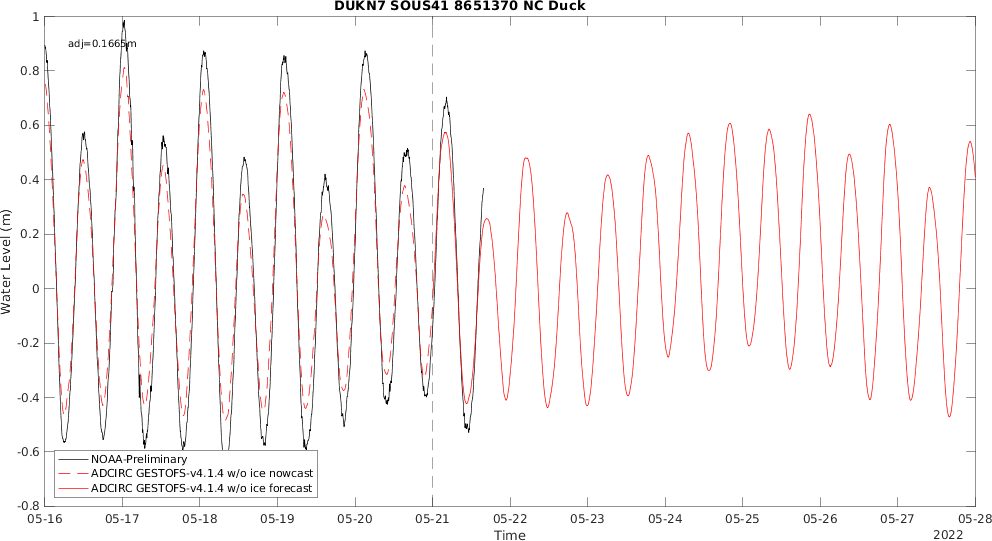 DUKN7 SOUS41 8651370 NC Duck
adj=0.1665m
Water Level (m)
1
0.8
0.6
0.4
0.2
0
-0.2
-0.4
-0.6
-0.8
NOAA-Preliminary
ADCIRC GESTOFS-v4.1.4 w/o ice nowcast
ADCIRC GESTOFS-v4.1.4 w/o ice forecast
05-16 05-17 05-18 05-19 05-20 05-21 05-22 05-23 05-24 05-25 05-26 05-27 05-28
Time
2022